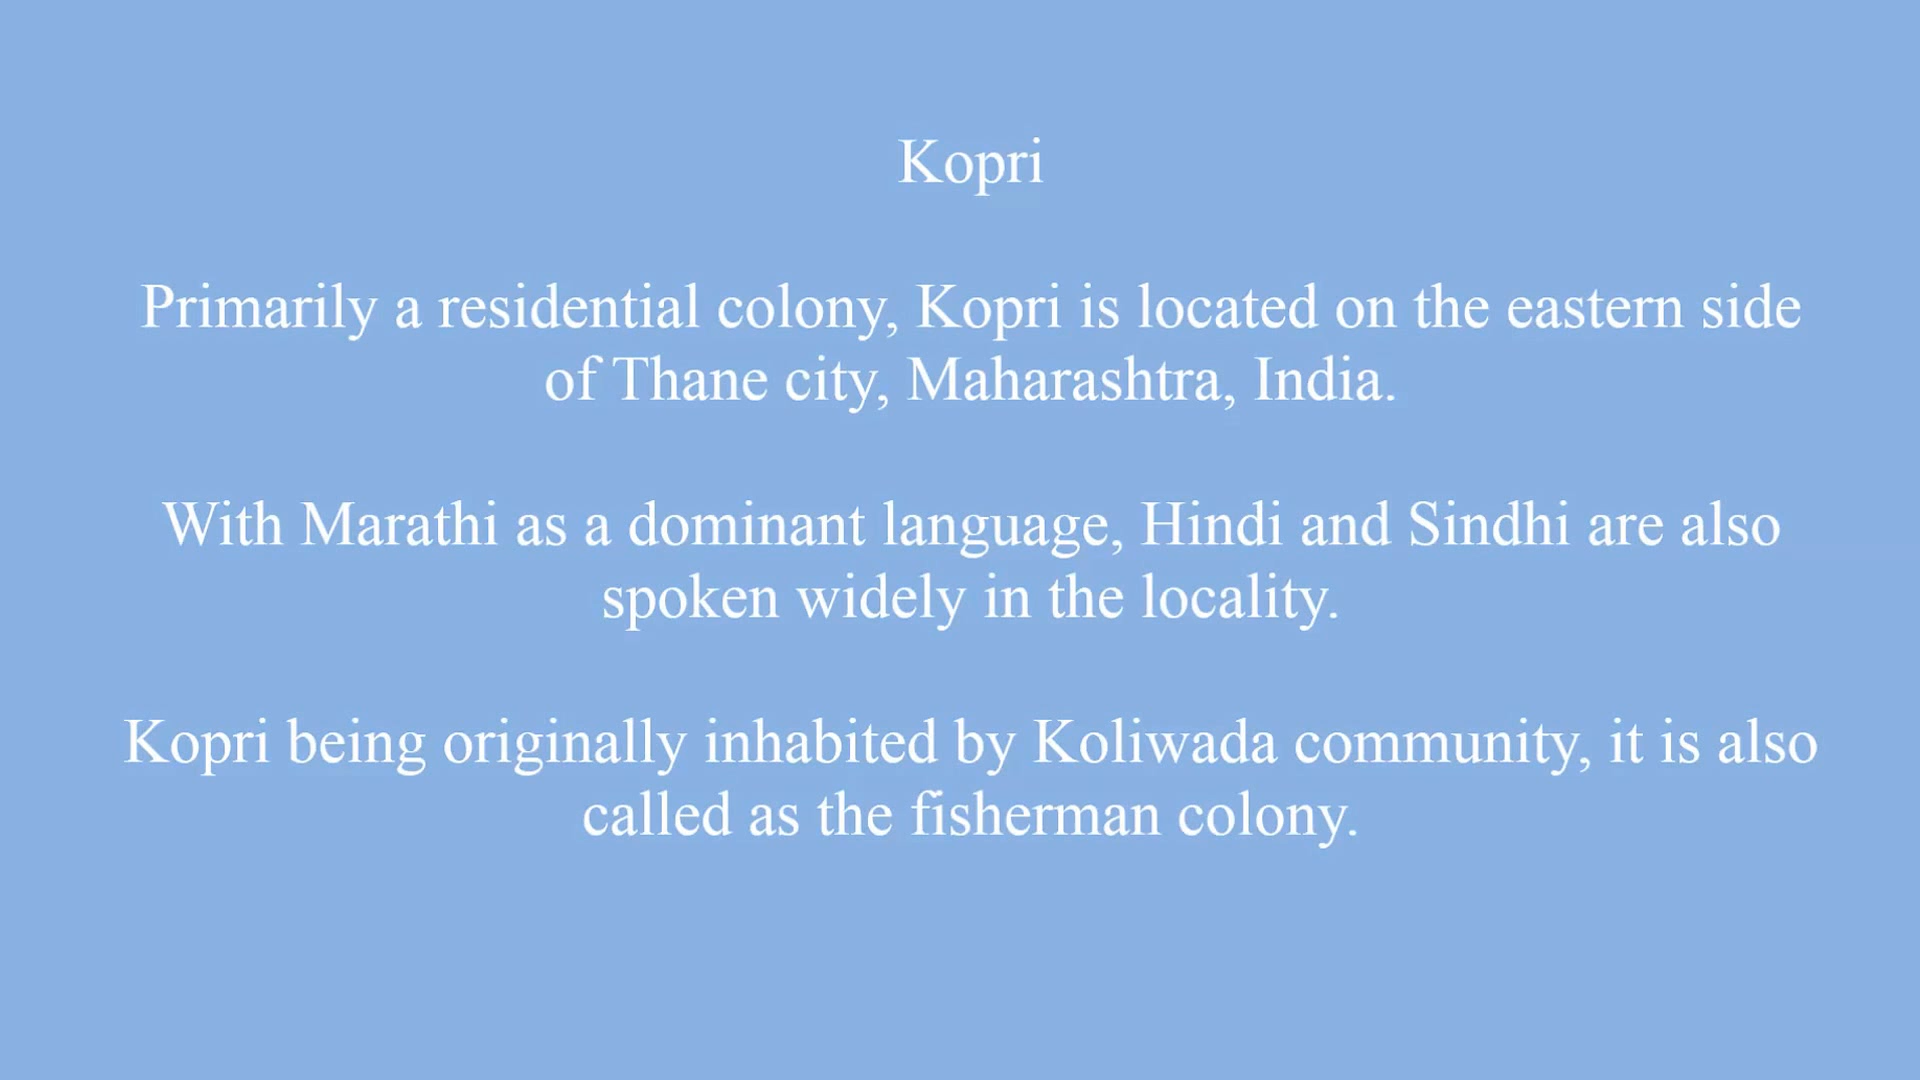 Kopri
Primarily a residential colony, Kopri is located on the eastern side
of Thane city, Maharashtra, India.
With Marathi as a dominant language, Hindi and Sindhi are also
spoken widely in the locality.
Kopri being originally inhabited by Koliwada community, it is also
called as the fisherman colony.